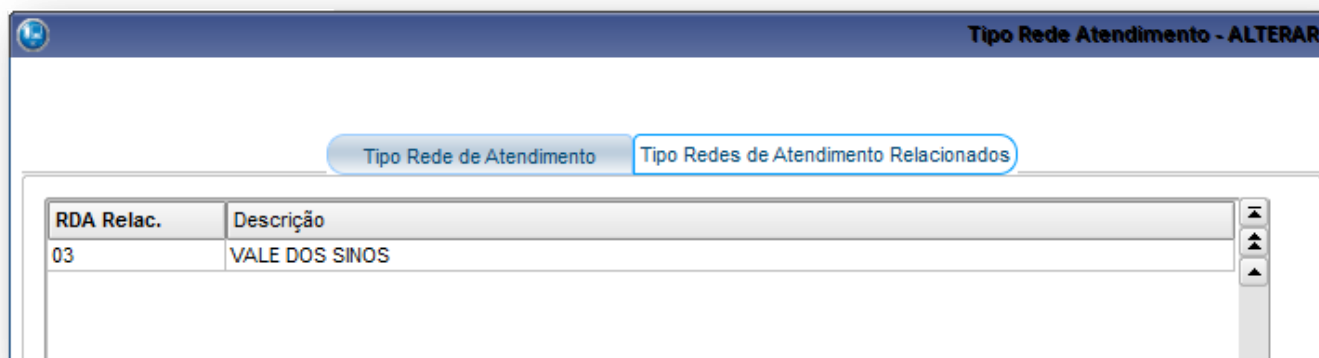 Tipo Rede Atendimento - ALTERAR
Tipo Rede de Atendimento
Tipo Redes de Atendimento Relacionados
RDA Relac.
Descrição
03
VALE DOS SINOS